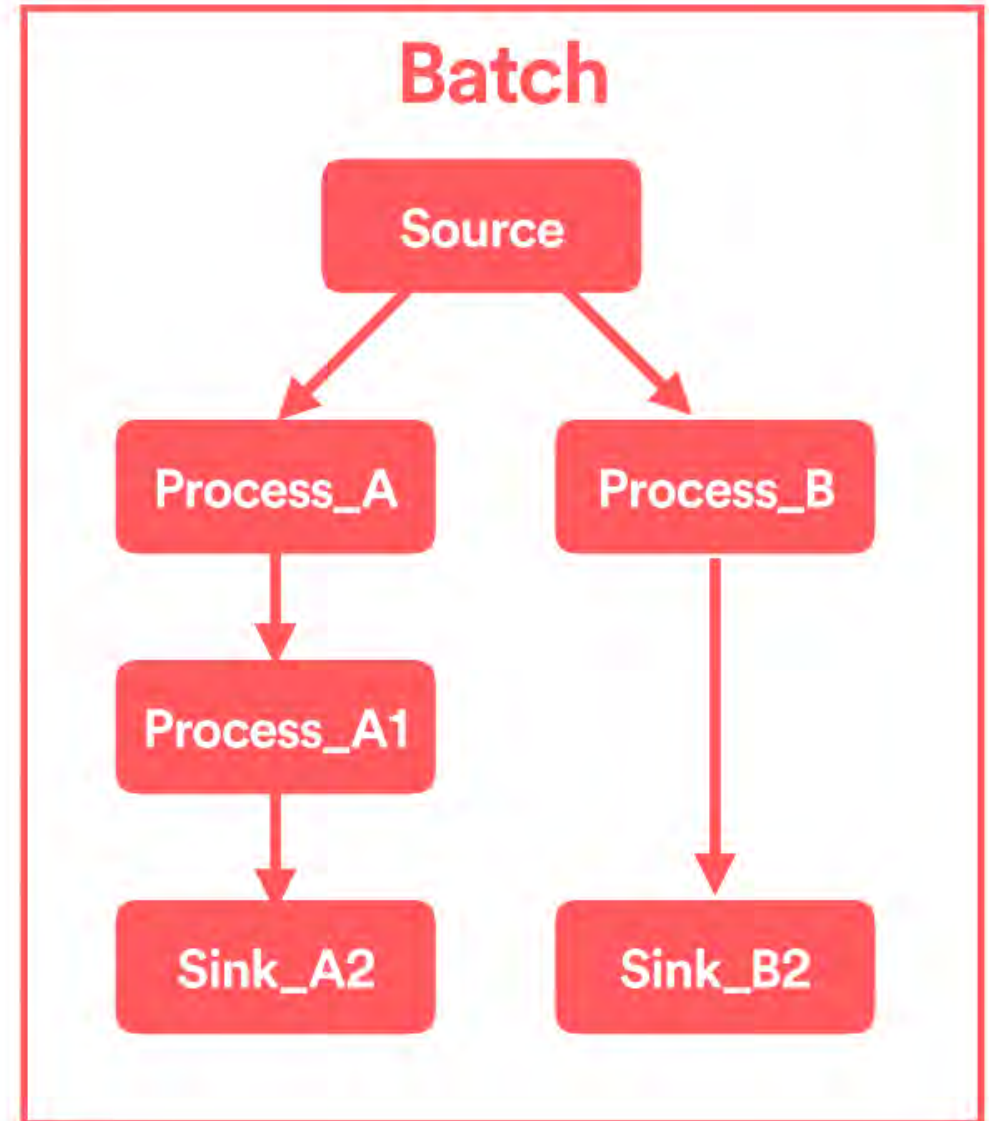 Batch
Source
Process_A
Process_B
Process_A1
Sink_A2
Sink_B2